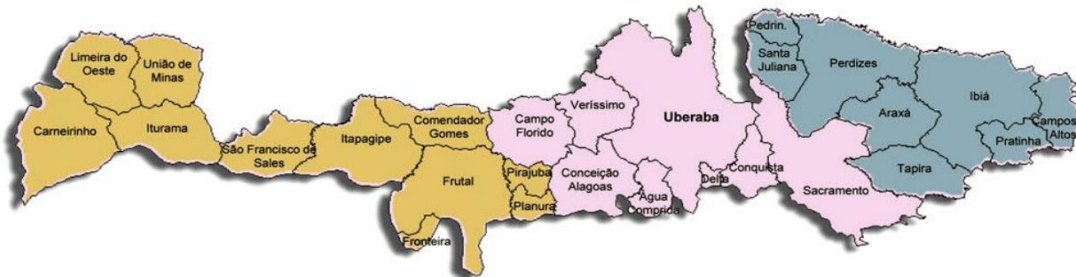 Limeira do
Oeste
União de
Minas
Carneirinho
Iturama
São Francisco de
Sales
Itapagipe
Comendador
Gomes
Frutal
Fronteira
Pirajuba
Planura
Campo
Florido
Veríssimo
Conceição
Alagoas
Água
Comprida
Uberaba
Delta
Conquista
Sacramento
Pedrin.
Santa
Juliana
Perdizes
Araxá
Tapira
Ibiá
Pratinha
Campos
Altos